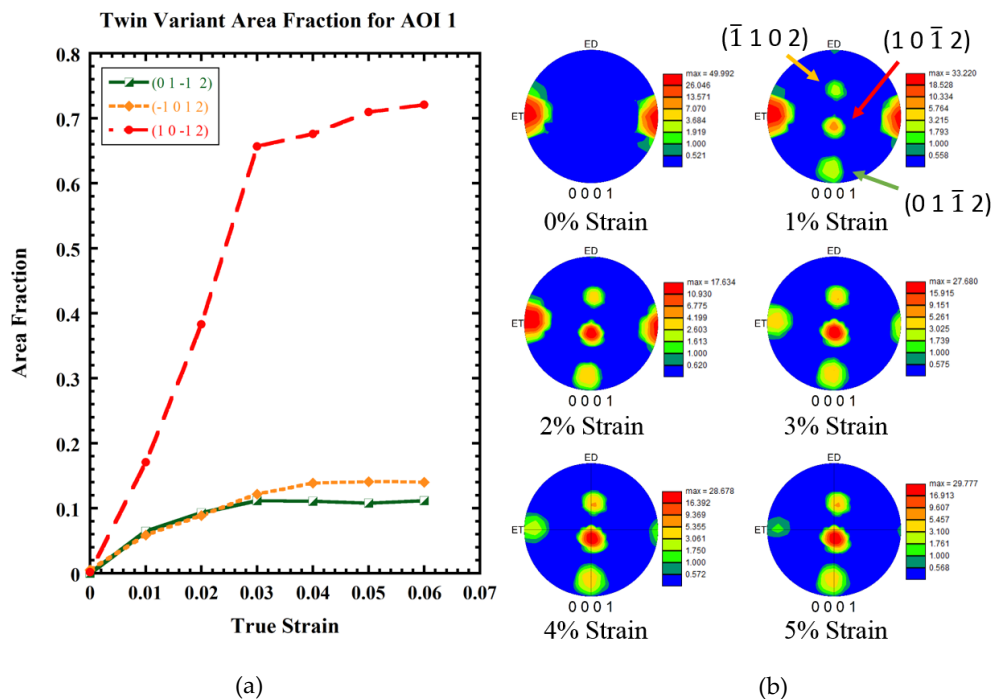 Twin Variant Area Fraction for AOI 1
0.8
0.7
0.6
0.5
0.4
0.3
0.2
0.1
0
Area Fraction
(0 1 -1 2)
(-1 0 1 2)
(1 0 -1 2)
0 0.01 0.02 0.03 0.04 0.05 0.06 0.07
True Strain
(a)
(1̅ 1 0 2)
(1 0 1̅ 2)
(0 1 1̅ 2)
ED
ET
max = 49.992
26.046
13.571
7.070
3.684
1.919
1.000
0.521
0 0 0 1
0% Strain
ED
ET
max = 33.220
18.528
10.334
5.764
3.215
1.793
1.000
0.558
0 0 0 1
1% Strain
ED
ET
max = 17.634
10.930
6.775
4.199
2.603
1.613
1.000
0.620
0 0 0 1
2% Strain
ED
ET
max = 27.680
15.915
9.151
5.261
3.025
1.739
1.000
0.575
0 0 0 1
3% Strain
ED
ET
max = 28.678
16.392
9.369
5.355
3.061
1.750
1.000
0.572
0 0 0 1
4% Strain
ED
ET
max = 29.777
16.913
9.607
5.457
3.100
1.761
1.000
0.568
0 0 0 1
5% Strain
(b)